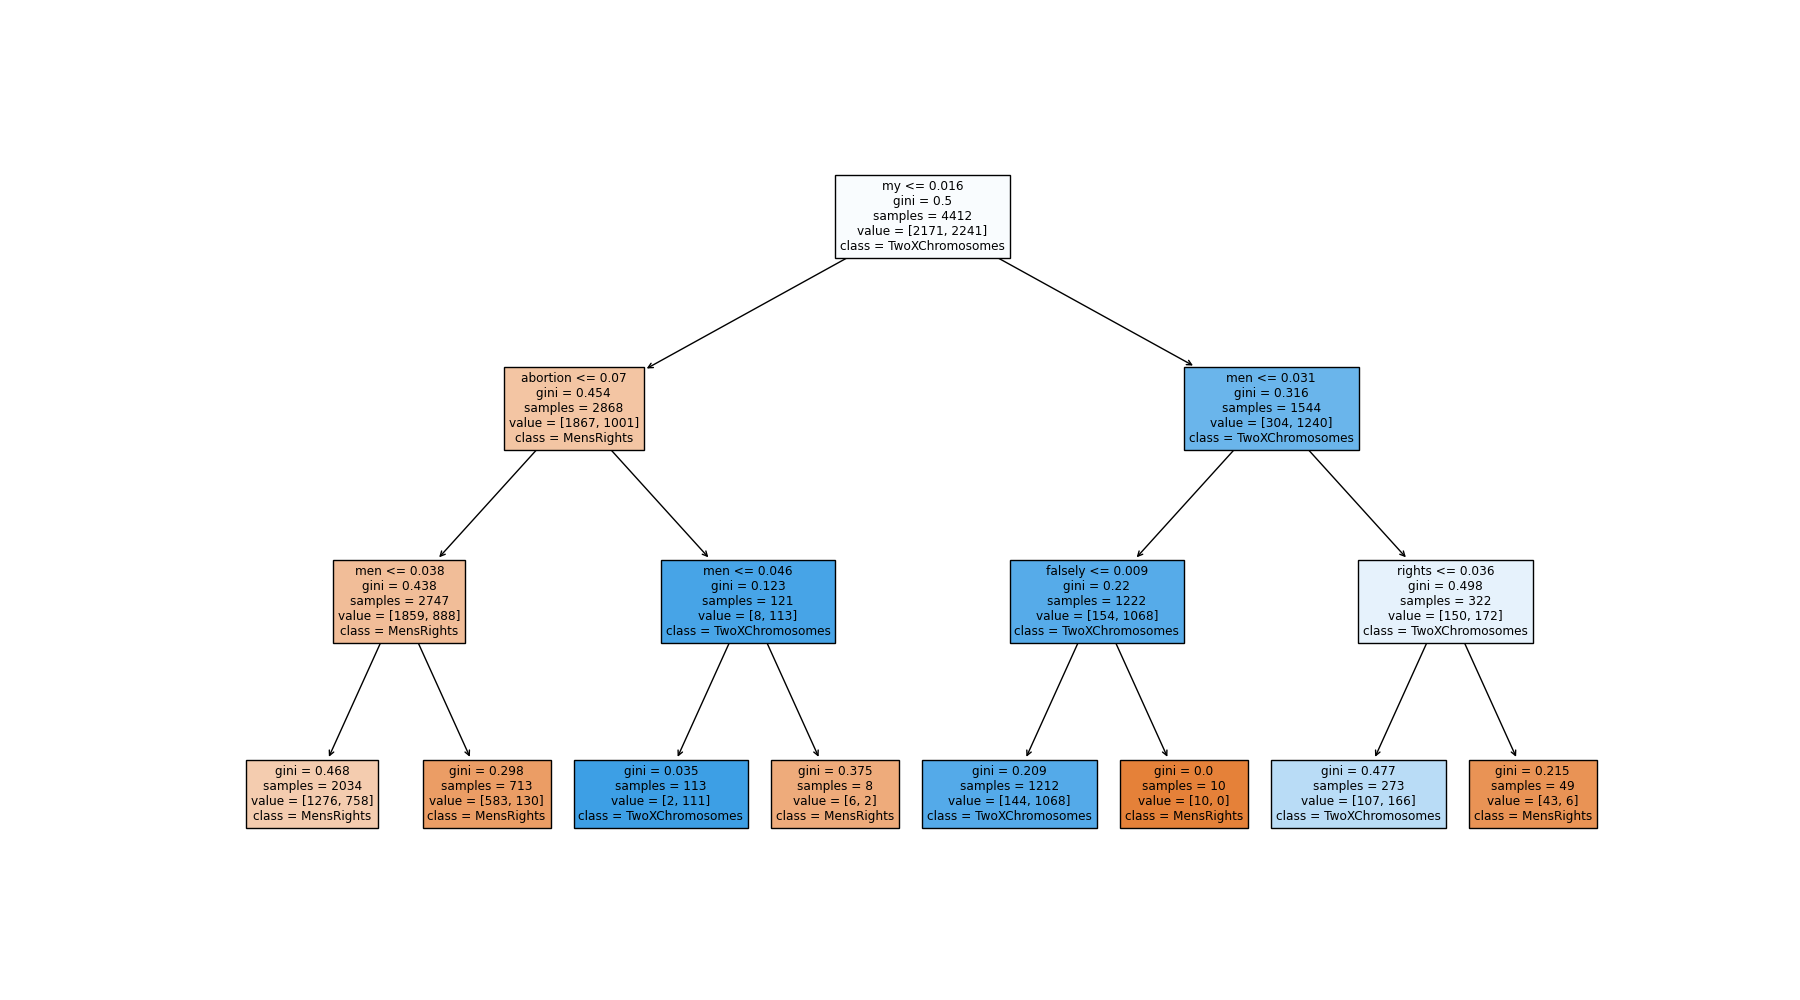 my <= 0.016
gini = 0.5
samples = 4412
value = [2171, 2241]
class = TwoXChromosomes
abortion <= 0.07
gini = 0.454
samples = 2868
value = [1867, 1001]
class = MensRights
men <= 0.031
gini = 0.316
samples = 1544
value = [304, 1240]
class = TwoXChromosomes
men <= 0.038
gini = 0.438
samples = 2747
value = [1859, 888]
class = MensRights
men <= 0.046
gini = 0.123
samples = 121
value = [8, 113]
class = TwoXChromosomes
falsely <= 0.009
gini = 0.22
samples = 1222
value = [154, 1068]
class = TwoXChromosomes
rights <= 0.036
gini = 0.498
samples = 322
value = [150, 172]
class = TwoXChromosomes
gini = 0.468
samples = 2034
value = [1276, 758]
class = MensRights
gini = 0.298
samples = 713
value = [583, 130]
class = MensRights
gini = 0.035
samples = 113
value = [2, 111]
class = TwoXChromosomes
gini = 0.375
samples = 8
value = [6, 2]
class = MensRights
gini = 0.209
samples = 1212
value = [144, 1068]
class = TwoXChromosomes
gini = 0.0
samples = 10
value = [10, 0]
class = MensRights
gini = 0.477
samples = 273
value = [107, 166]
class = TwoXChromosomes
gini = 0.215
samples = 49
value = [43, 6]
class = MensRights